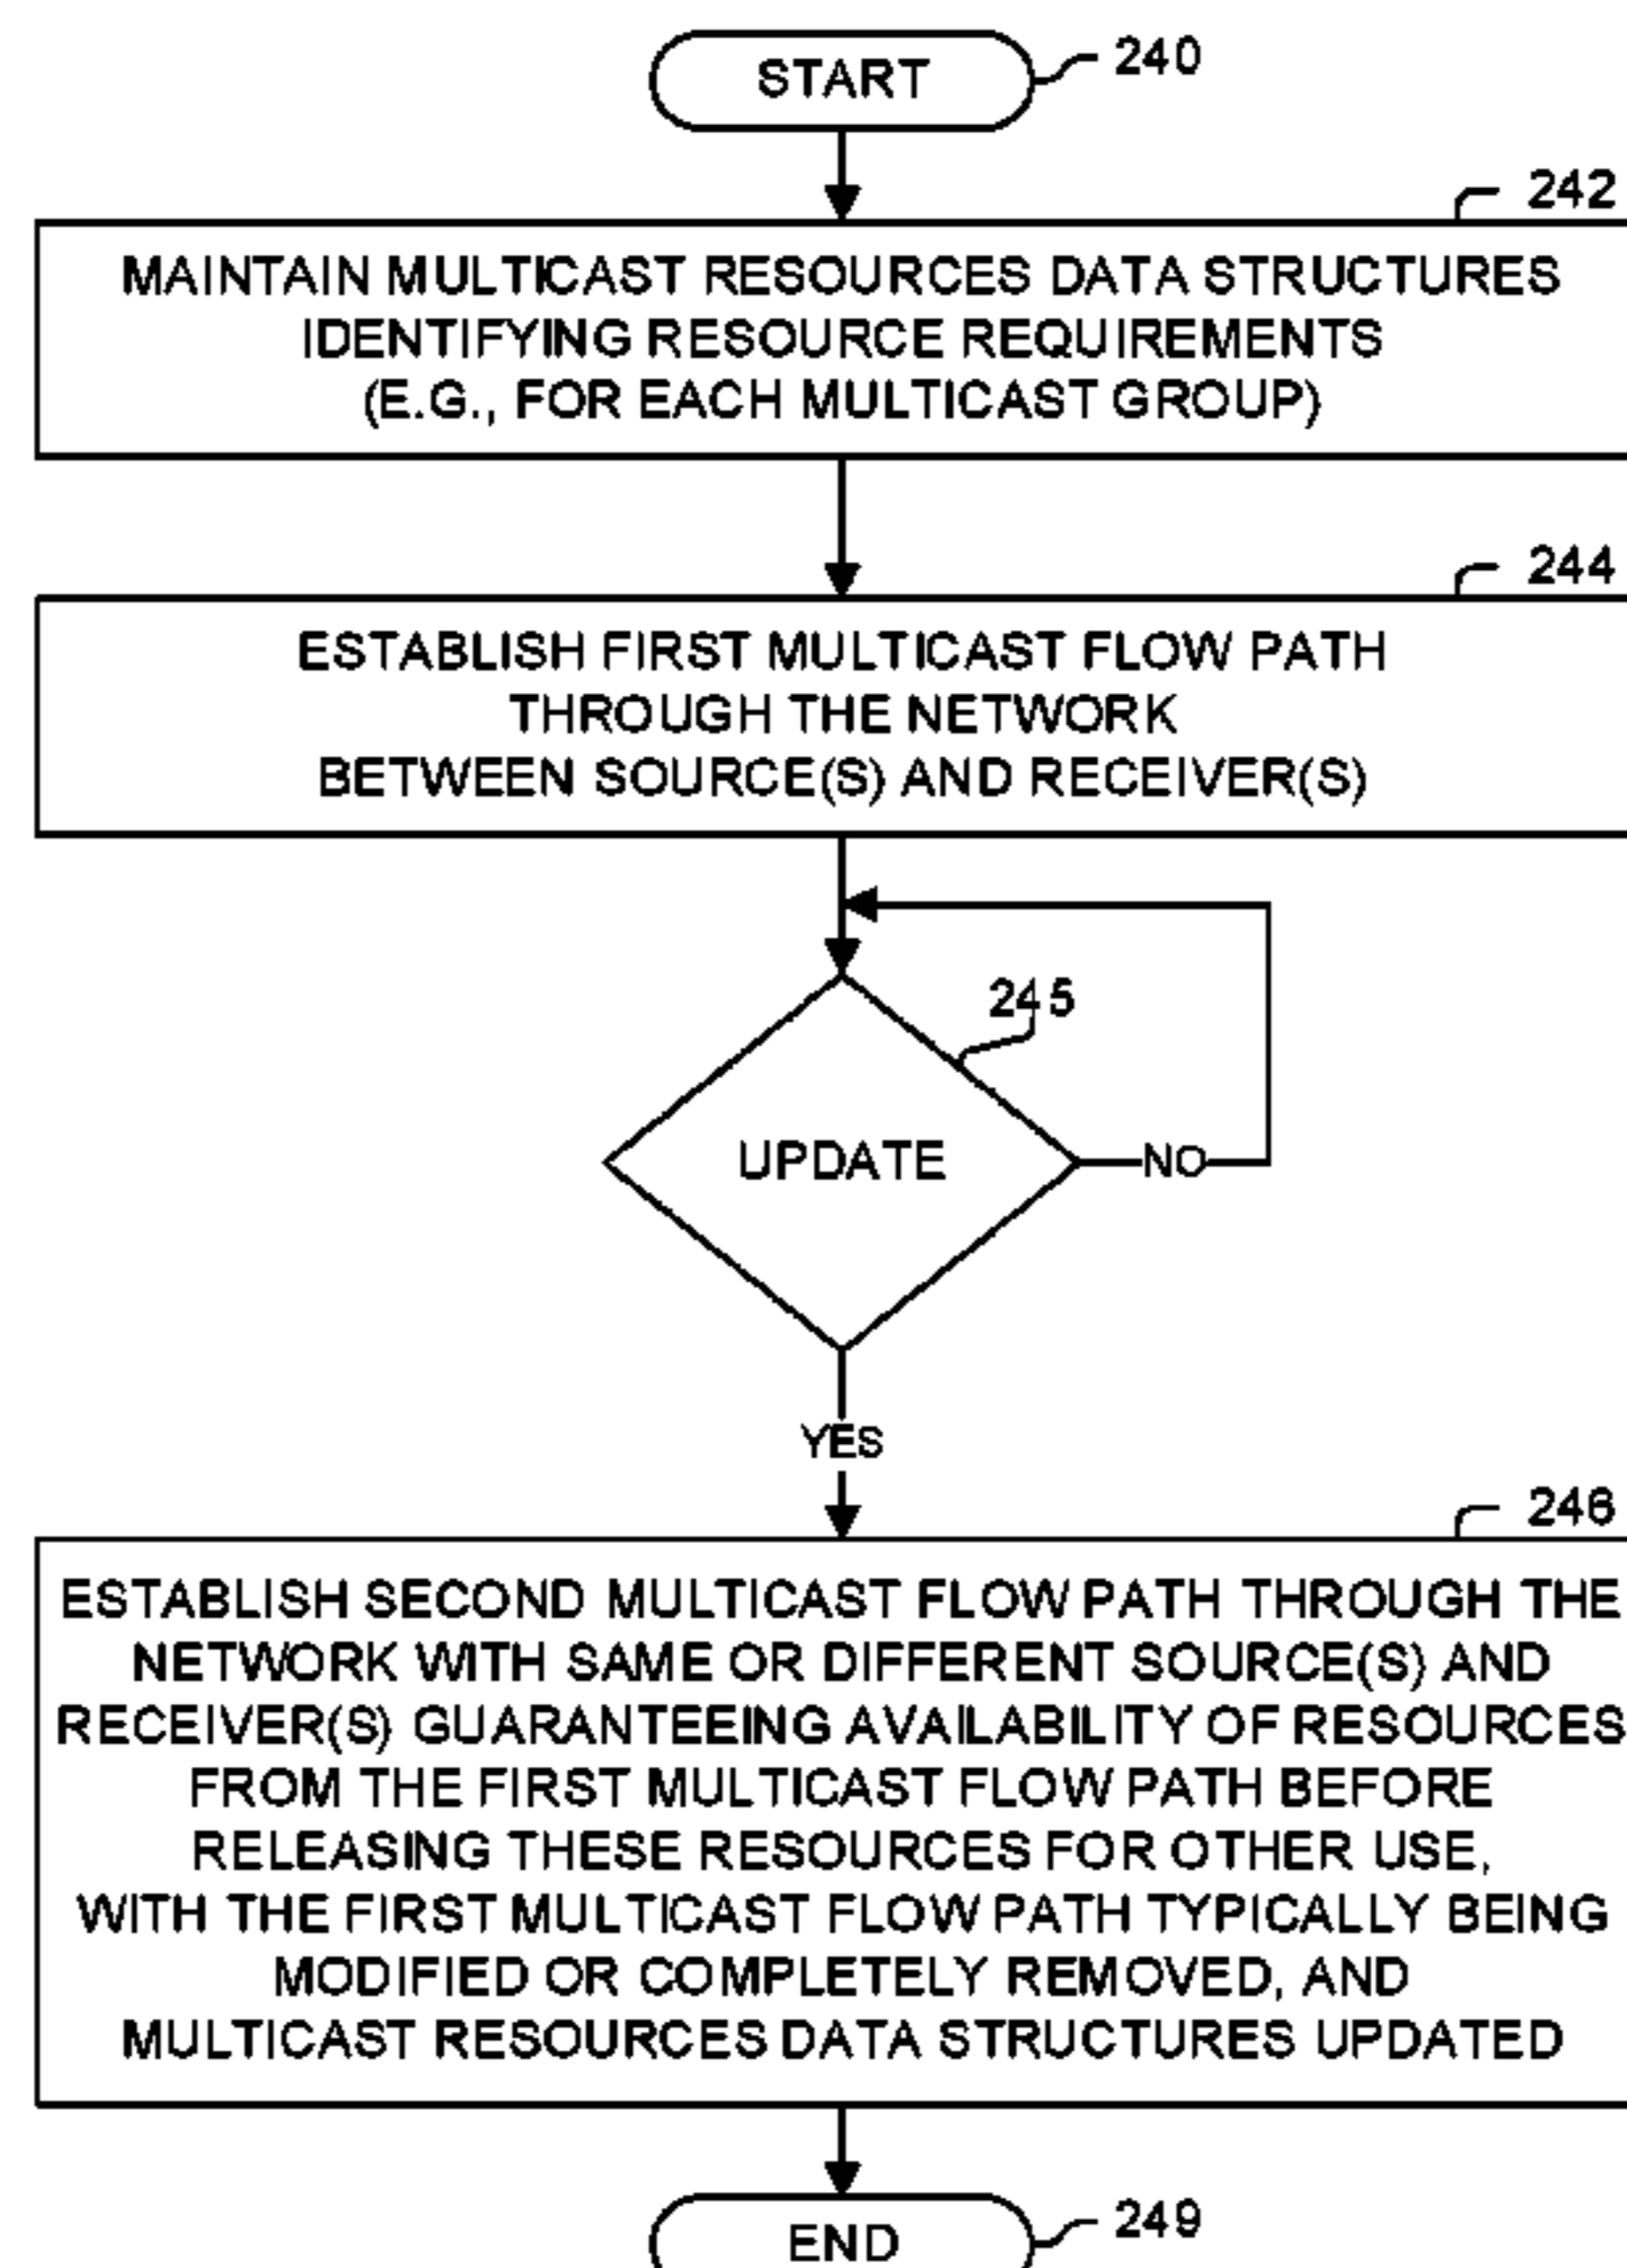 START
240
242
MAINTAIN MULTICAST RESOURCES DATA STRUCTURES
IDENTIFYING RESOURCE REQUIREMENTS
(E.G., FOR EACH MULTICAST GROUP)
244
ESTABLISH FIRST MULTICAST FLOW PATH
THROUGH THE NETWORK
BETWEEN SOURCE(S) AND RECEIVER(S)
245
UPDATE
NO
YES
246
ESTABLISH SECOND MULTICAST FLOW PATH THROUGH THE
NETWORK WITH SAME OR DIFFERENT SOURCE(S) AND
RECEIVER(S) GUARANTEEING AVAILABILITY OF RESOURCES
FROM THE FIRST MULTICAST FLOW PATH BEFORE
RELEASING THESE RESOURCES FOR OTHER USE,
WITH THE FIRST MULTICAST FLOW PATH TYPICALLY BEING
MODIFIED OR COMPLETELY REMOVED, AND
MULTICAST RESOURCES DATA STRUCTURES UPDATED
END
249